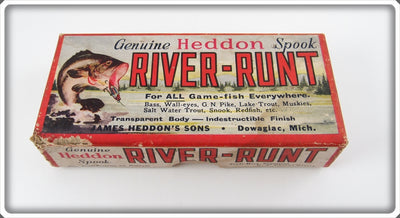 Genuine Heddon Spook
RIVER-RUNT
For ALL Game-fish Everywhere.
Bass, Wall-eyes, G. N. Pike, Lake Trout, Muskies,
Salt Water Trout, Snook, Redfish, etc.
Transparent Body — Indestructible Finish
JAMES HEDDON'S SONS - Dowagiac, Mich.
Genuine
Heddon
Spook
RIVER-RUNT